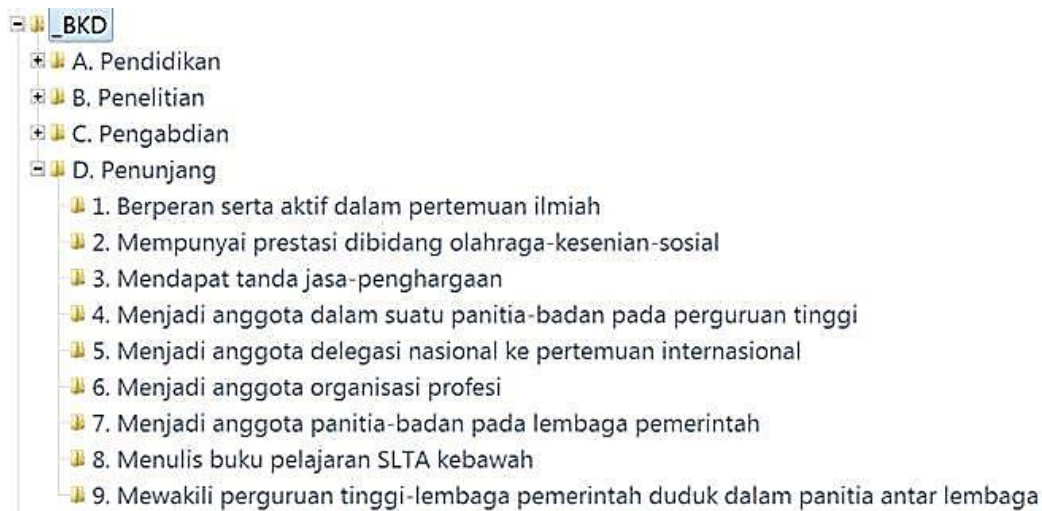 _BKD
A. Pendidikan
B. Penelitian
C. Pengabdian
D. Penunjang
1. Berperan serta aktif dalam pertemuan ilmiah
2. Mempunyai prestasi dibidang olahraga-kesenian-sosial
3. Mendapat tanda jasa-penghargaan
4. Menjadi anggota dalam suatu panitia-badan pada perguruan tinggi
5. Menjadi anggota delegasi nasional ke pertemuan internasional
6. Menjadi anggota organisasi profesi
7. Menjadi anggota panitia-badan pada lembaga pemerintah
8. Menulis buku pelajaran SLTA kebawah
9. Mewakili perguruan tinggi-lembaga pemerintah duduk dalam panitia antar lembaga